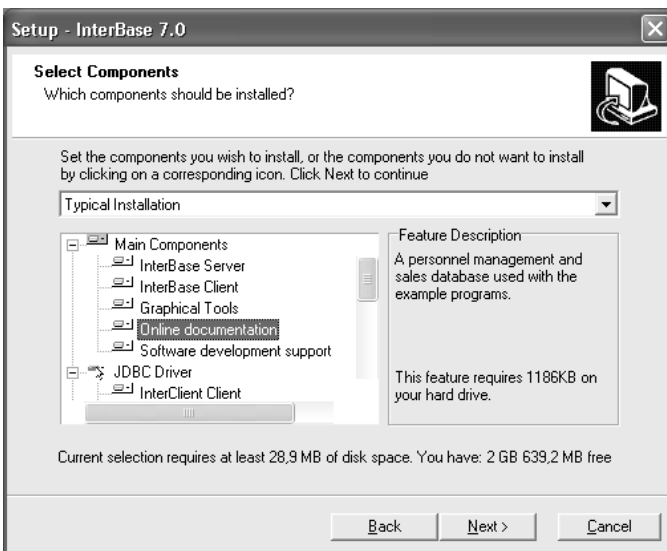 Setup - InterBase 7.0
Select Components
Which components should be installed?
Set the components you wish to install, or the components you do not want to install
by clicking on a corresponding icon. Click Next to continue
Typical Installation
Main Components
InterBase Server
InterBase Client
Graphical Tools
Online documentation
Software development support
JDBC Driver
InterClient Client
Feature Description
A personnel management and
sales database used with the
example programs.
This feature requires 1186KB on
your hard drive.
Current selection requires at least 28,9 MB of disk space. You have: 2 GB 639,2 MB free
Back
Next >
Cancel